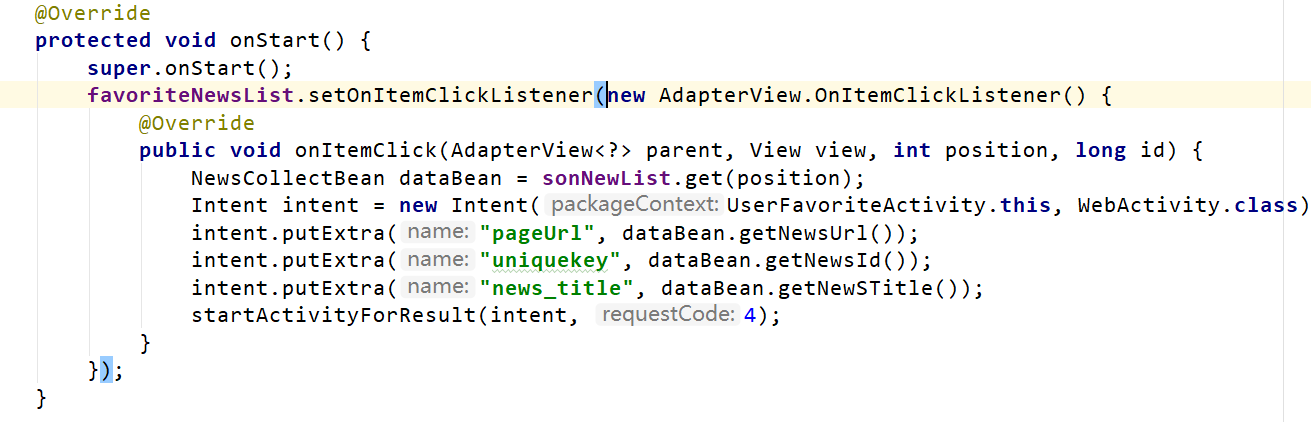 @Override
protected void onStart() {
super.onStart();
favoriteNewsList.setOnItemClickListener(new AdapterView.OnItemClickListener() {
@Override
public void onItemClick(AdapterView<?> parent, View view, int position, long id) {
NewsCollectBean dataBean = sonNewList.get(position);
Intent intent = new Intent( packageContext: UserFavoriteActivity.this, WebActivity.class)
intent.putExtra( name: "pageUrl", dataBean.getNewsUrl());
intent.putExtra( name: "uniquekey", dataBean.getNewsId());
intent.putExtra( name: "news_title", dataBean.getNewSTitle());
startActivityForResult(intent, requestCode: 4);
}
});
}